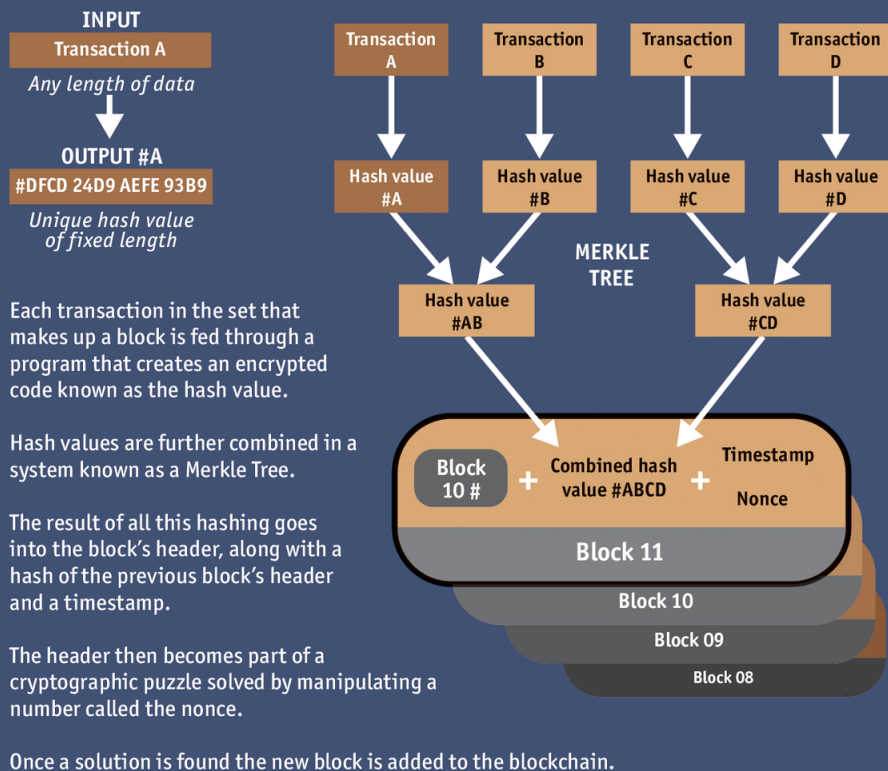 INPUT
Transaction A
Any length of data
OUTPUT #A
#DFCD 24D9 AEFE 93B9
Unique hash value
of fixed length
Transaction
A
Transaction
B
Transaction
C
Transaction
D
Hash value
#A
Hash value
#B
Hash value
#C
Hash value
#D
MERKLE
TREE
Hash value
#AB
Hash value
#CD
Each transaction in the set that
makes up a block is fed through a
program that creates an encrypted
code known as the hash value.
Hash values are further combined in a
system known as a Merkle Tree.
The result of all this hashing goes
into the block’s header, along with a
hash of the previous block’s header
and a timestamp.
The header then becomes part of a
cryptographic puzzle solved by manipulating a
number called the nonce.
Once a solution is found the new block is added to the blockchain.
Block
10 #
+
Combined hash
value #ABCD
+
Timestamp
Nonce
Block 11
Block 10
Block 09
Block 08